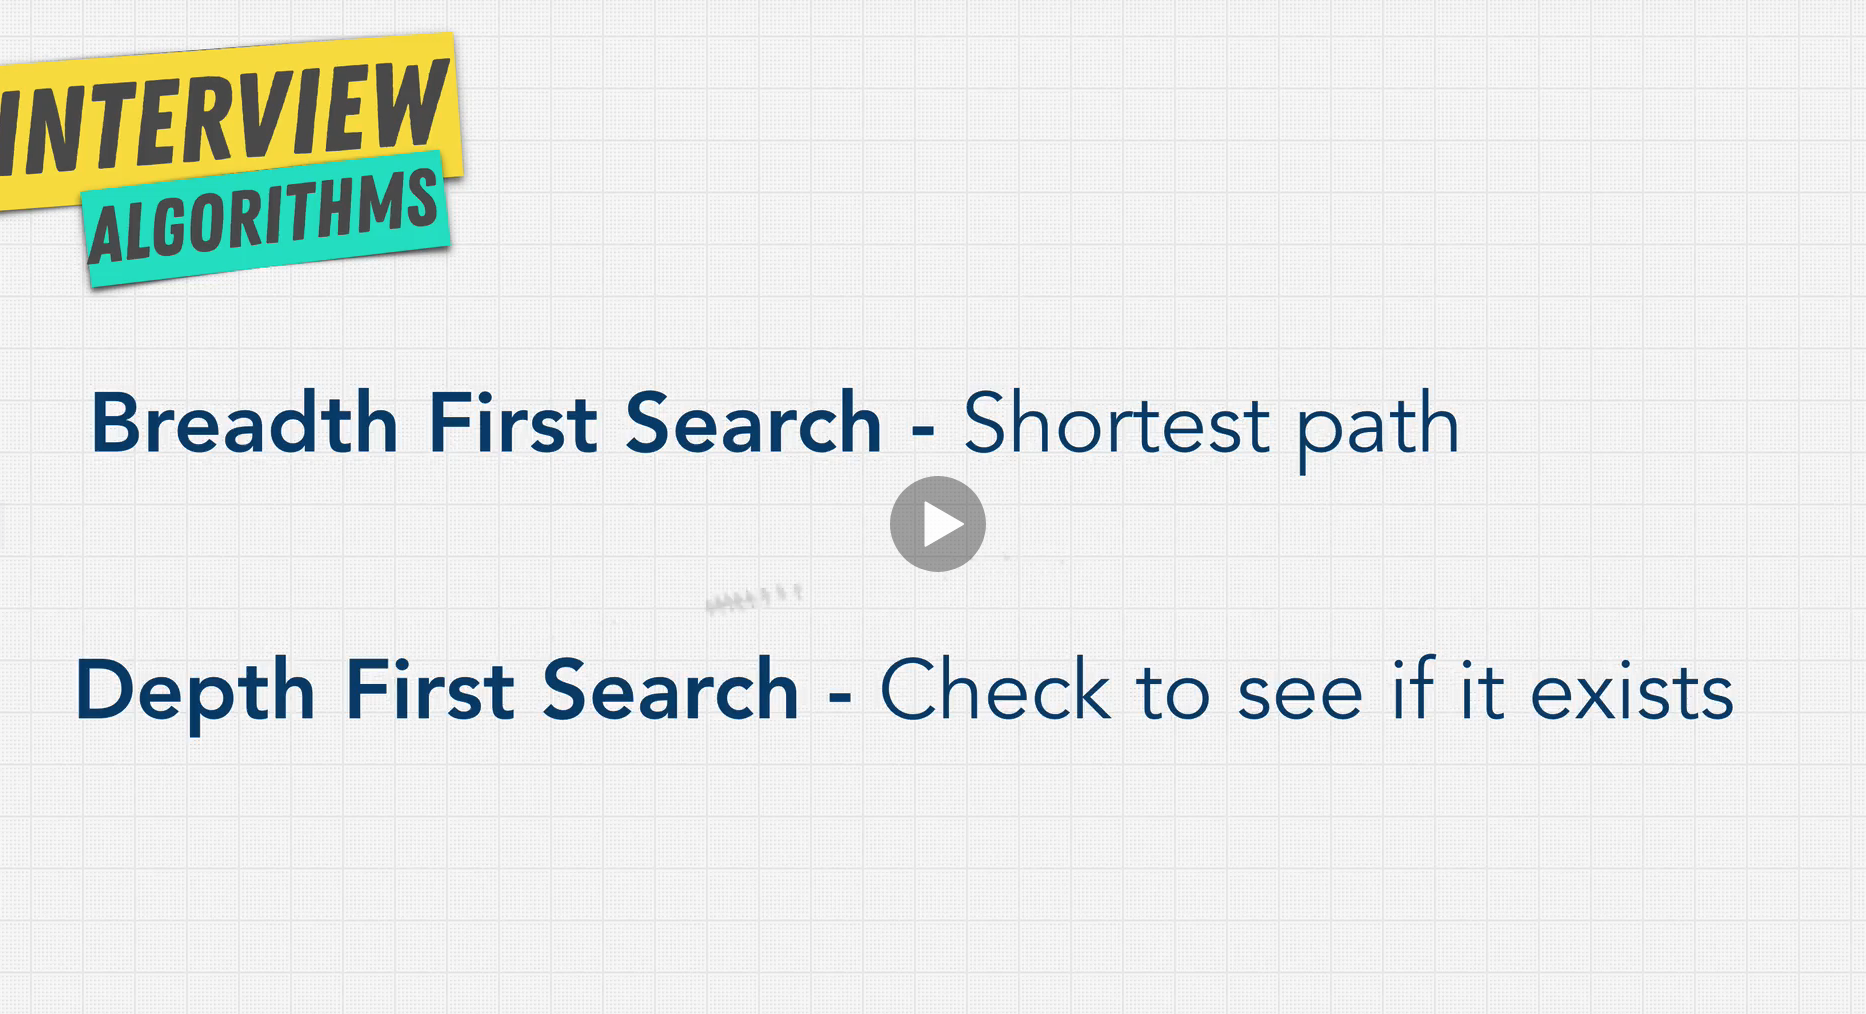 INTERVIEW
ALGORITHMS
Breadth First Search - Shortest path
Depth First Search - Check to see if it exists